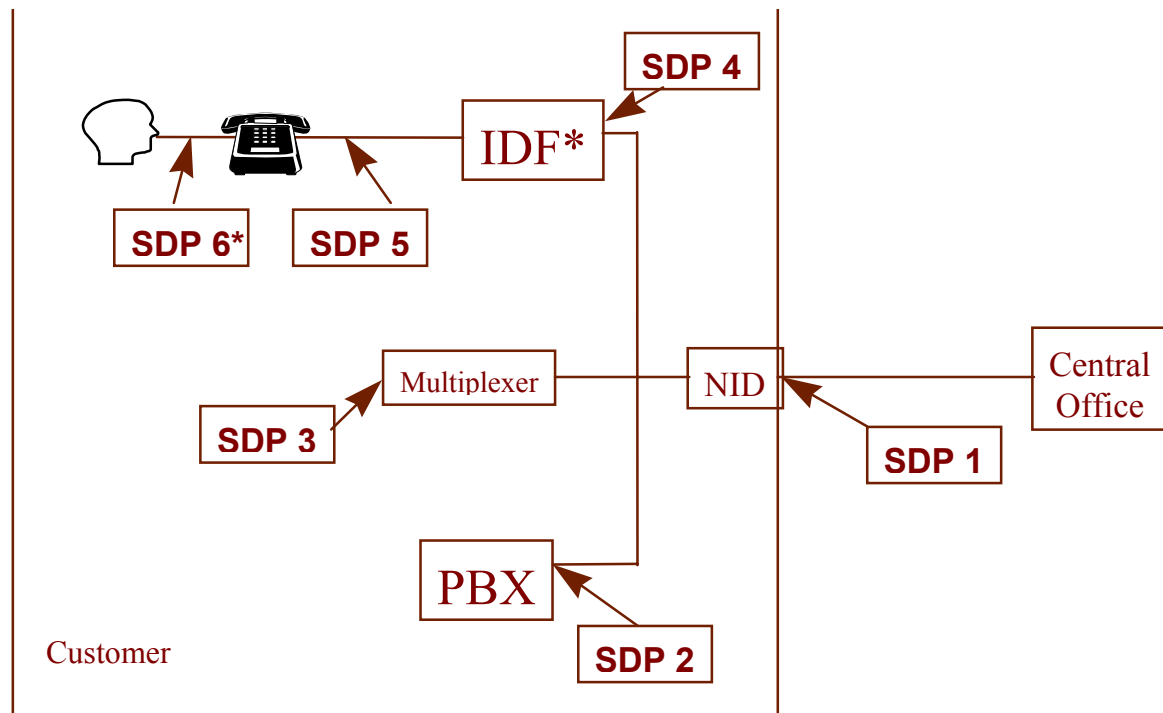 SDP 4
IDF*
SDP 6*
SDP 5
Multiplexer
NID
Central
Office
SDP 3
SDP 1
PBX
SDP 2
Customer